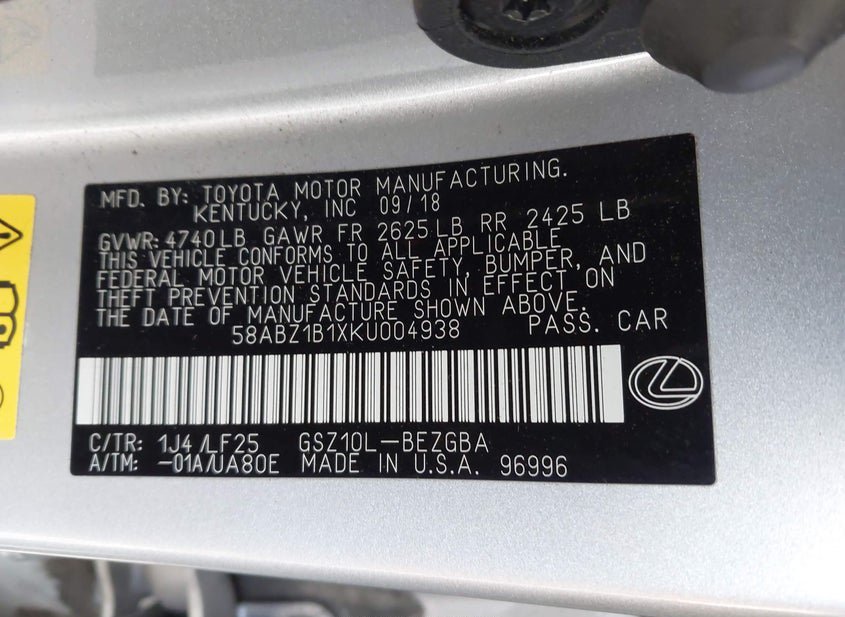 MFD. BY: TOYOTA MOTOR MANUFACTURING.
KENTUCKY, INC 09/18
GVWR: 4740 LB GAWR FR 2625 LB RR 2425 LB
THIS VEHICLE CONFORMS TO ALL APPLICABLE
FEDERAL MOTOR VEHICLE SAFETY, BUMPER, AND
THEFT PREVENTION STANDARDS IN EFFECT ON
THE DATE OF MANUFACTURE SHOWN ABOVE.
58ABZ1B1XKU004938 PASS. CAR
C/TR: 1J4 /LF25 GSZ10L-BEZGBA
A/TM: -01A/UA80E MADE IN U.S.A. 96996